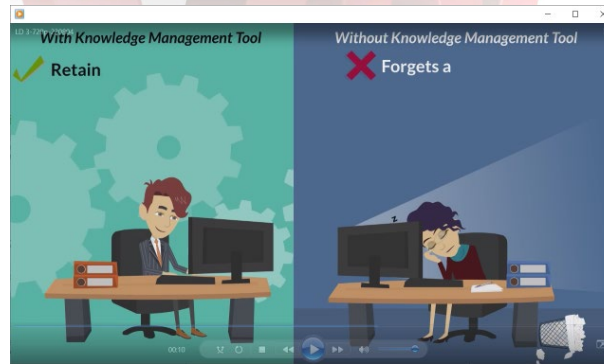 With Knowledge Management Tool
Retain
Without Knowledge Management Tool
Forgets a
z
00:10